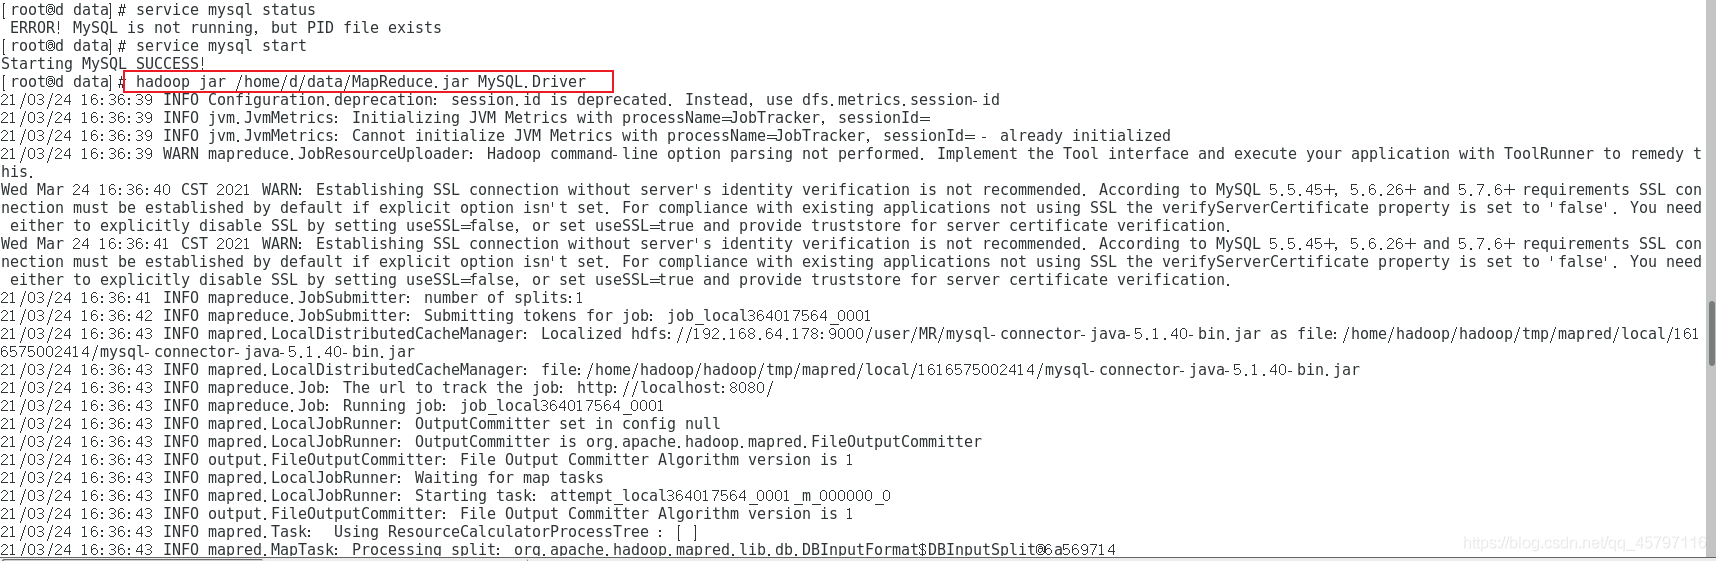 [root@d data]# service mysql status
ERROR! MySQL is not running, but PID file exists
[root@d data]# service mysql start
Starting MySQL SUCCESS!
[root@d data]# hadoop jar /home/d/data/MapReduce.jar MySQL.Driver
21/03/24 16:36:39 INFO Configuration.deprecation: session.id is deprecated. Instead, use dfs.metrics.session-id
21/03/24 16:36:39 INFO jvm.JvmMetrics: Initializing JVM Metrics with processName=JobTracker, sessionId=
21/03/24 16:36:39 INFO jvm.JvmMetrics: Cannot initialize JVM Metrics with processName=JobTracker, sessionId= - already initialized
21/03/24 16:36:39 WARN mapreduce.JobResourceUploader: Hadoop command-line option parsing not performed. Implement the Tool interface and execute your application with ToolRunner to remedy t
his.
Wed Mar 24 16:36:40 CST 2021 WARN: Establishing SSL connection without server's identity verification is not recommended. According to MySQL 5.5.45+, 5.6.26+ and 5.7.6+ requirements SSL con
nection must be established by default if explicit option isn't set. For compliance with existing applications not using SSL the verifyServerCertificate property is set to 'false'. You need
either to explicitly disable SSL by setting useSSL=false, or set useSSL=true and provide truststore for server certificate verification.
Wed Mar 24 16:36:41 CST 2021 WARN: Establishing SSL connection without server's identity verification is not recommended. According to MySQL 5.5.45+, 5.6.26+ and 5.7.6+ requirements SSL con
nection must be established by default if explicit option isn't set. For compliance with existing applications not using SSL the verifyServerCertificate property is set to 'false'. You need
either to explicitly disable SSL by setting useSSL=false, or set useSSL=true and provide truststore for server certificate verification.
21/03/24 16:36:41 INFO mapreduce.JobSubmitter: number of splits:1
21/03/24 16:36:42 INFO mapreduce.JobSubmitter: Submitting tokens for job: job_local364017564_0001
21/03/24 16:36:43 INFO mapred.LocalDistributedCacheManager: Localized hdfs://192.168.64.178:9000/user/MR/mysql-connector-java-5.1.40-bin.jar as file:/home/hadoop/hadoop/tmp/mapred/local/161
6575002414/mysql-connector-java-5.1.40-bin.jar
21/03/24 16:36:43 INFO mapred.LocalDistributedCacheManager: file:/home/hadoop/hadoop/tmp/mapred/local/1616575002414/mysql-connector-java-5.1.40-bin.jar
21/03/24 16:36:43 INFO mapreduce.Job: The url to track the job: http://localhost:8080/
21/03/24 16:36:43 INFO mapreduce.Job: Running job: job_local364017564_0001
21/03/24 16:36:43 INFO mapred.LocalJobRunner: OutputCommitter set in config null
21/03/24 16:36:43 INFO mapred.LocalJobRunner: OutputCommitter is org.apache.hadoop.mapred.FileOutputCommitter
21/03/24 16:36:43 INFO output.FileOutputCommitter: File Output Committer Algorithm version is 1
21/03/24 16:36:43 INFO mapred.LocalJobRunner: Waiting for map tasks
21/03/24 16:36:43 INFO mapred.LocalJobRunner: Starting task: attempt_local364017564_0001_m_000000_0
21/03/24 16:36:43 INFO output.FileOutputCommitter: File Output Committer Algorithm version is 1
21/03/24 16:36:43 INFO mapred.Task:  Using ResourceCalculatorProcessTree : [ ]
21/03/24 16:36:43 INFO mapred.MapTask: Processing split: org.apache.hadoop.mapred.lib.db.DBInputFormat$DBInputSplit@6a569714
https://blog.csdn.net/qq_45797116